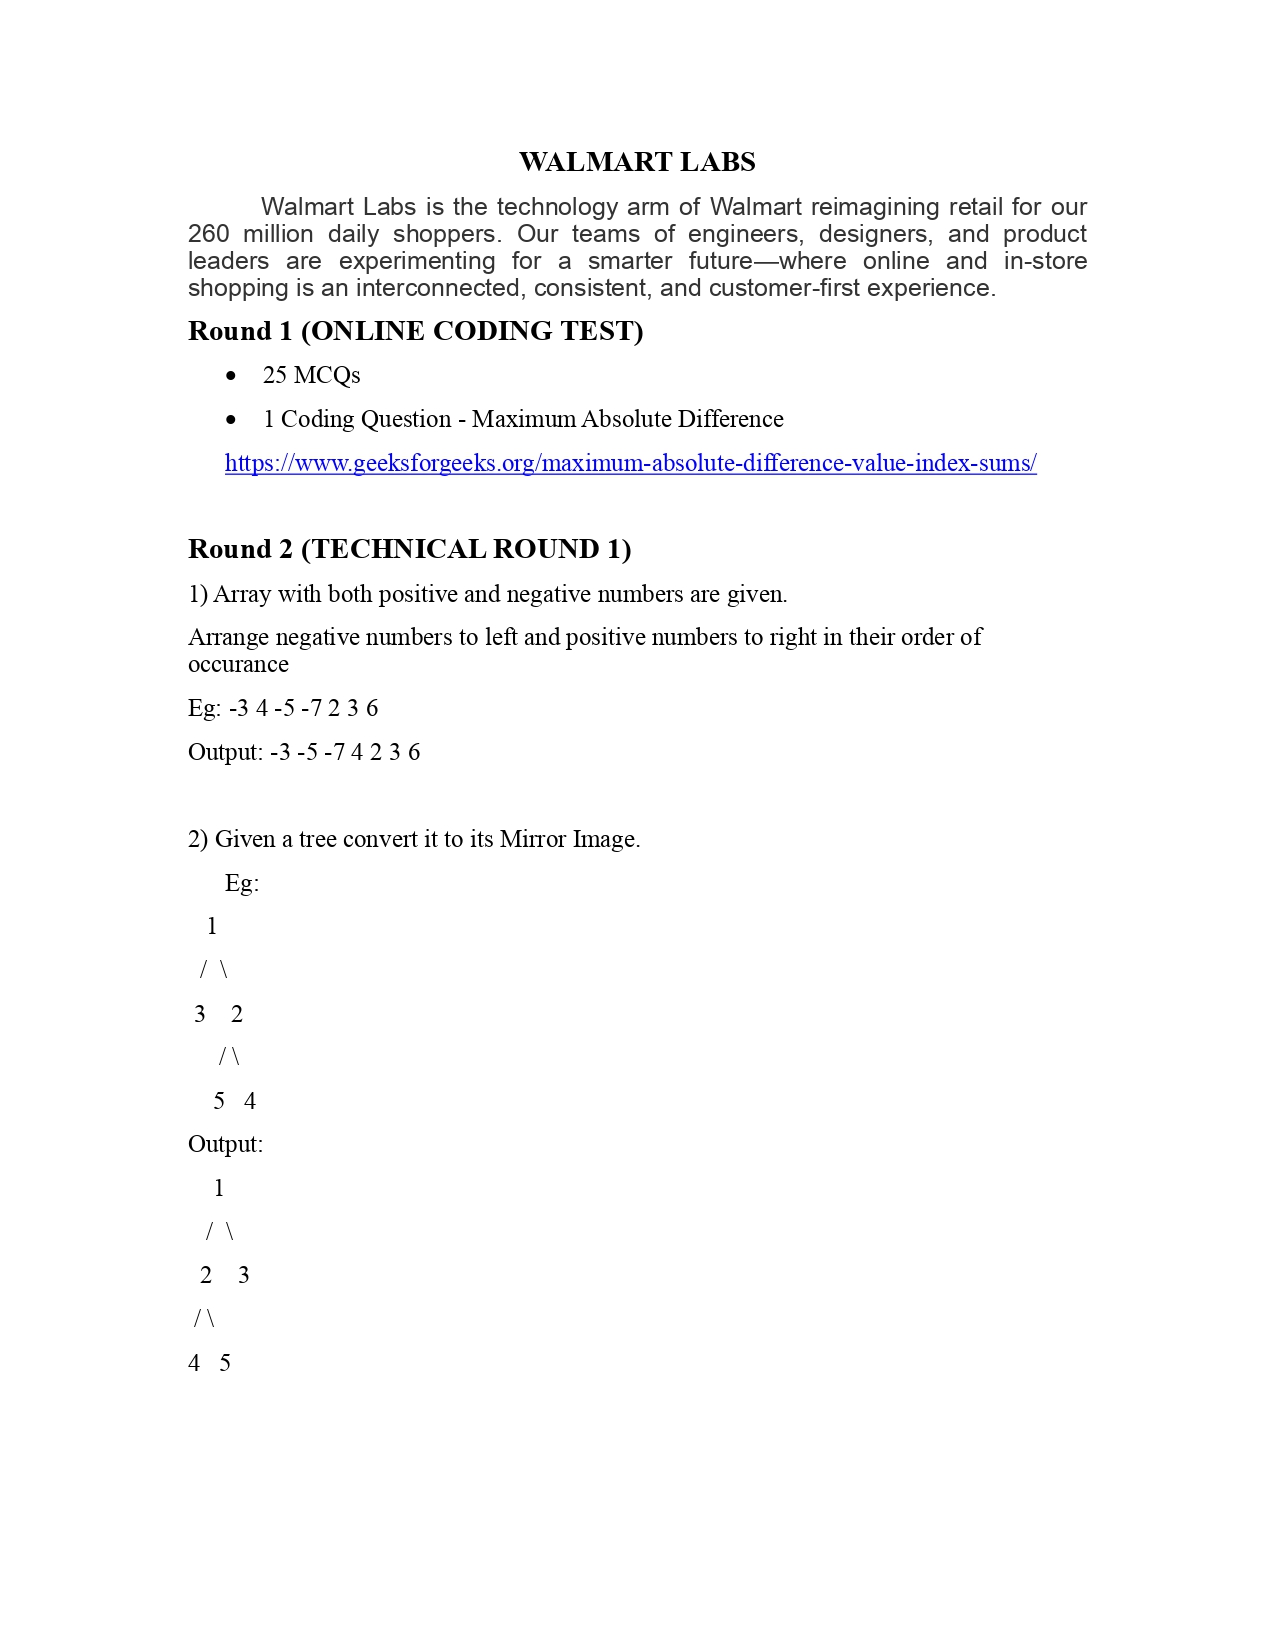 WALMART LABS
Walmart Labs is the technology arm of Walmart reimagining retail for our
260 million daily shoppers. Our teams of engineers, designers, and product
leaders are experimenting for a smarter future—where online and in-store
shopping is an interconnected, consistent, and customer-first experience.
Round 1 (ONLINE CODING TEST)
• 25 MCQs
• 1 Coding Question - Maximum Absolute Difference
https://www.geeksforgeeks.org/maximum-absolute-difference-value-index-sums/
Round 2 (TECHNICAL ROUND 1)
1) Array with both positive and negative numbers are given.
Arrange negative numbers to left and positive numbers to right in their order of
occurance
Eg: -3 4 -5 -7 2 3 6
Output: -3 -5 -7 4 2 3 6
2) Given a tree convert it to its Mirror Image.
Eg:
1
/ \
3 2
/ \
5 4
Output:
1
/ \
2 3
/ \
4 5